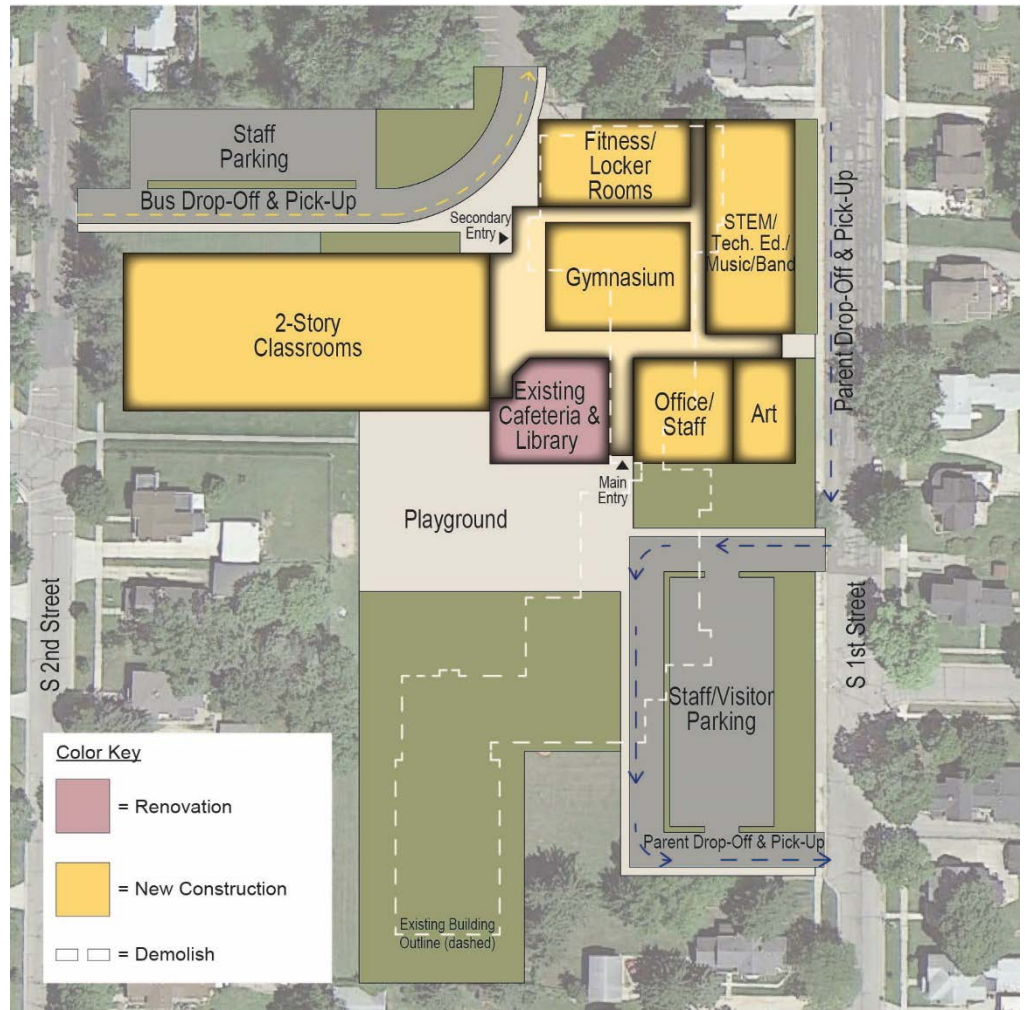 Staff
Parking
Bus Drop-Off & Pick-Up
Secondary
Entry
Fitness/
Locker
Rooms
STEM/
Tech. Ed./
Music/Band
Gymnasium
2-Story
Classrooms
Existing
Cafeteria &
Library
Office/
Staff
Art
Main
Entry
Playground
Parent Drop-Off & Pick-Up
S 2nd Street
S 1st Street
Staff/Visitor
Parking
Parent Drop-Off & Pick-Up
Existing Building
Outline (dashed)
Color Key
= Renovation
= New Construction
= Demolish